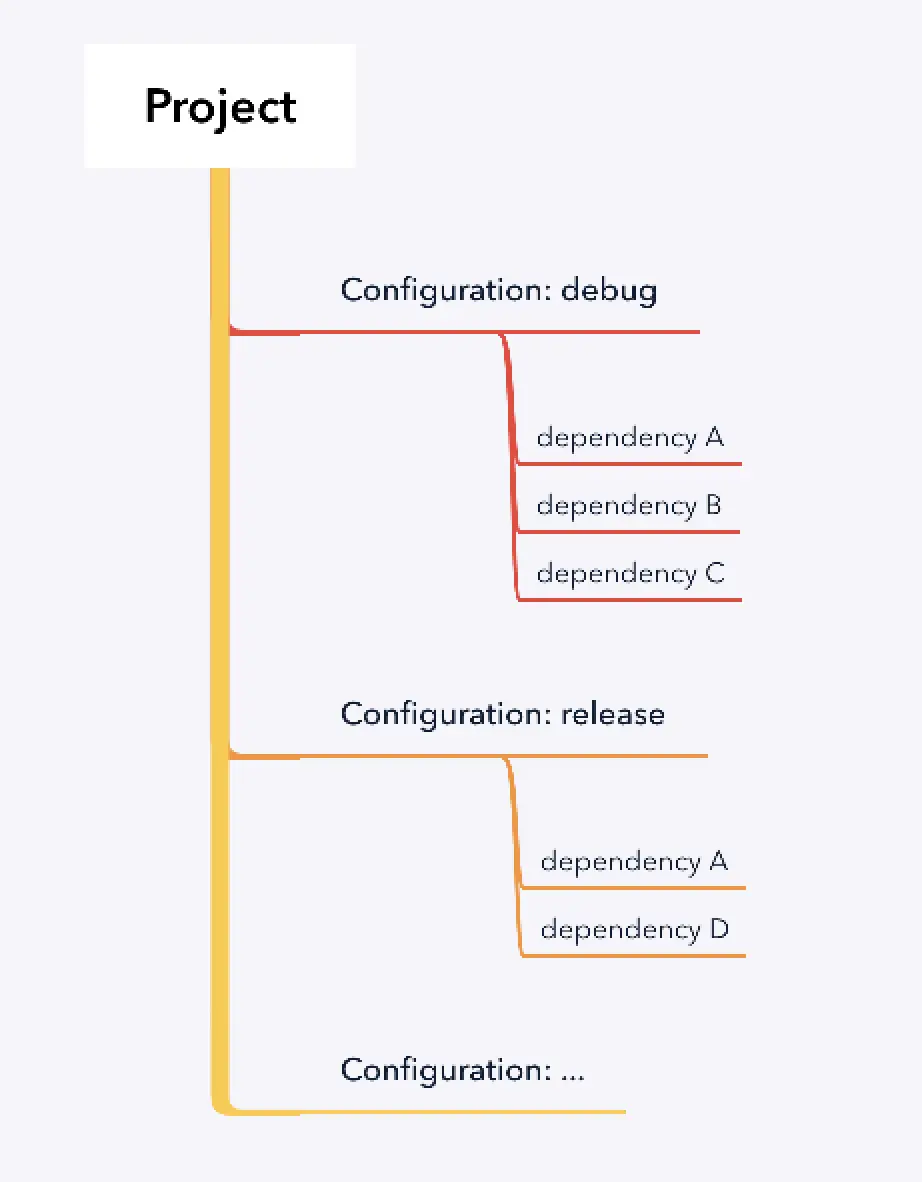 Project
Configuration: debug
dependency A
dependency B
dependency C
Configuration: release
dependency A
dependency D
Configuration: ...